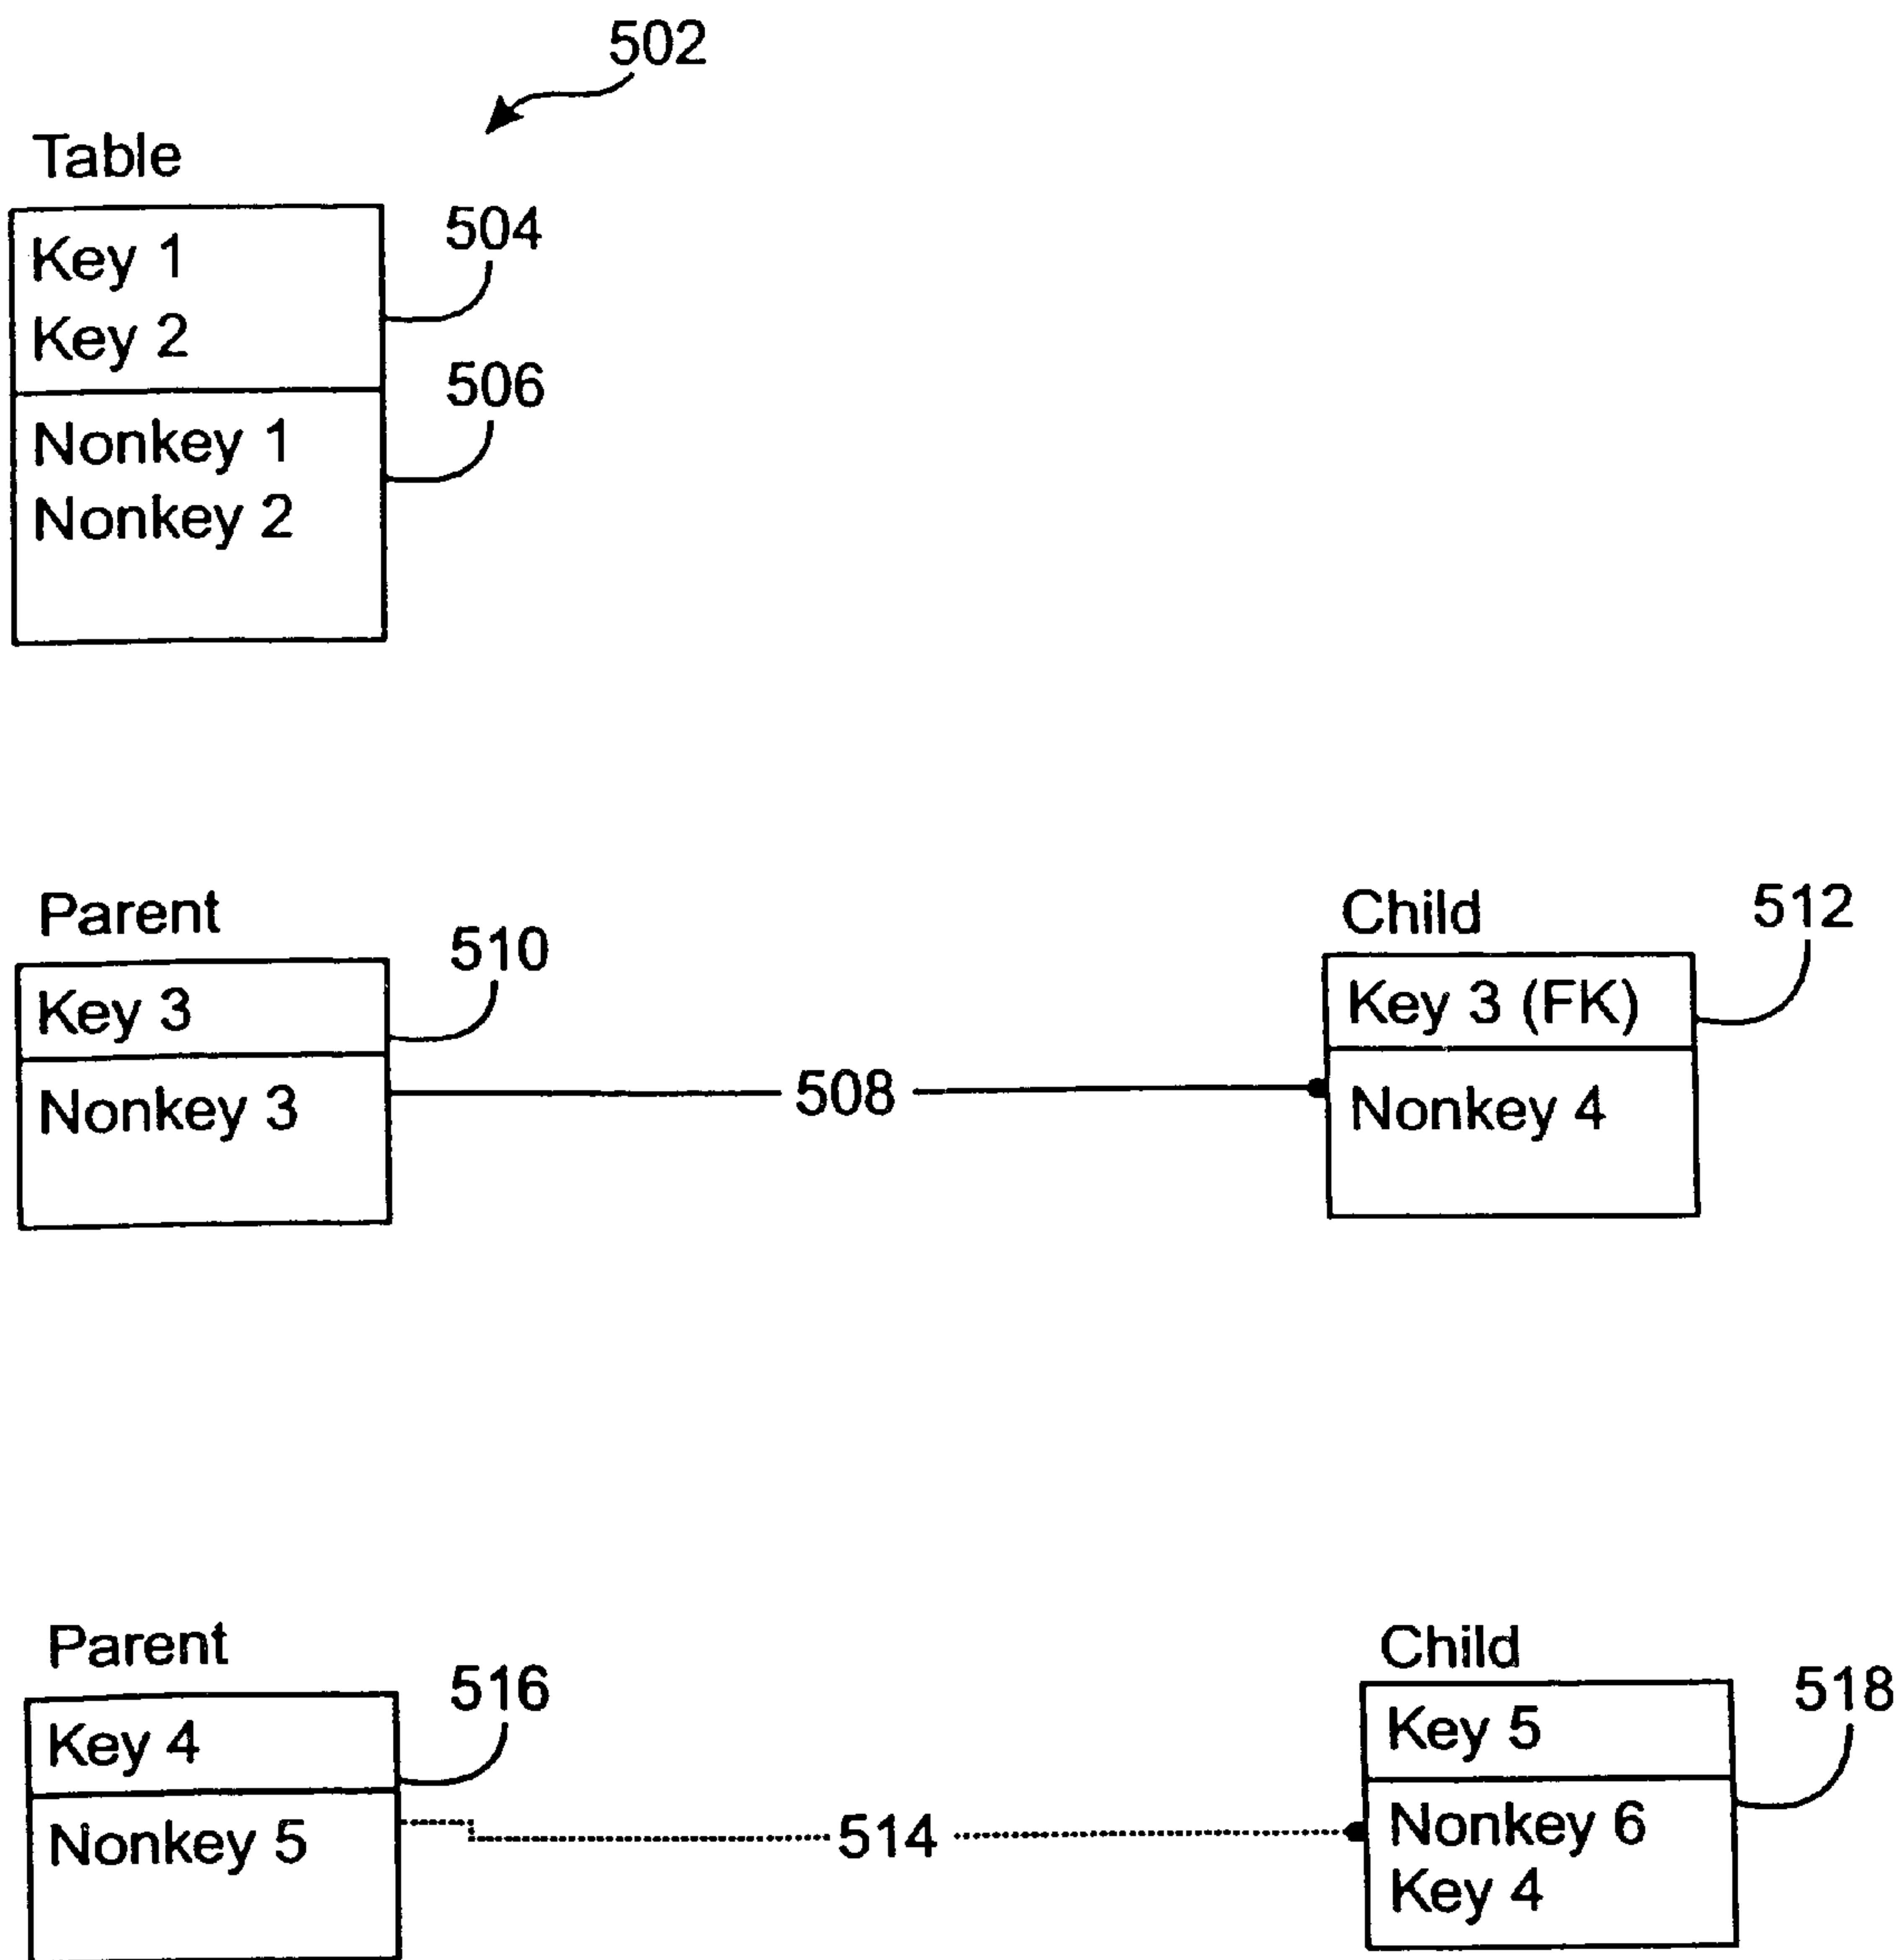 502
Table
Key 1
Key 2
504
Nonkey 1
Nonkey 2
506
Parent
510
Key 3
Nonkey 3
508
Child
512
Key 3 (FK)
Nonkey 4
Parent
516
Key 4
Nonkey 5
514
Child
518
Key 5
Nonkey 6
Key 4